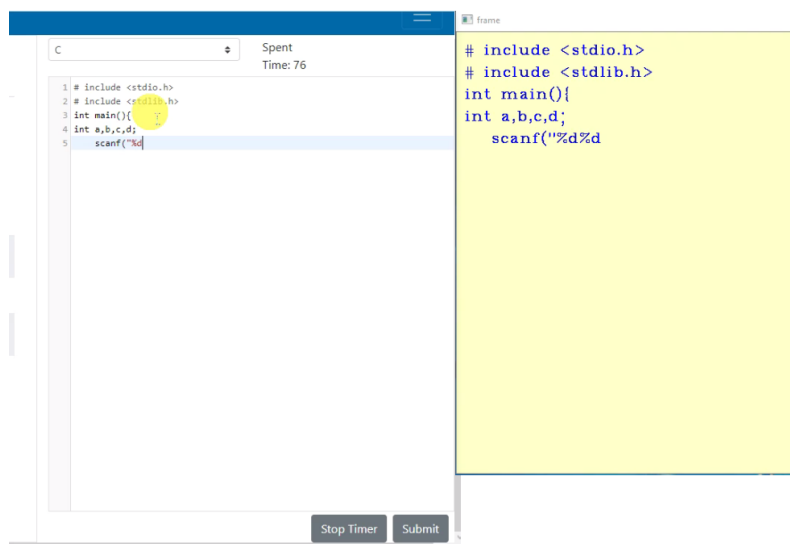 C
Spent
Time: 76
1 # include <stdio.h>
2 # include <stdlib.h>
3 int main(){
4 int a,b,c,d;
5 scanf("%d
Stop Timer
Submit
frame
# include <stdio.h>
# include <stdlib.h>
int main(){
int a,b,c,d;
scanf("%d%d